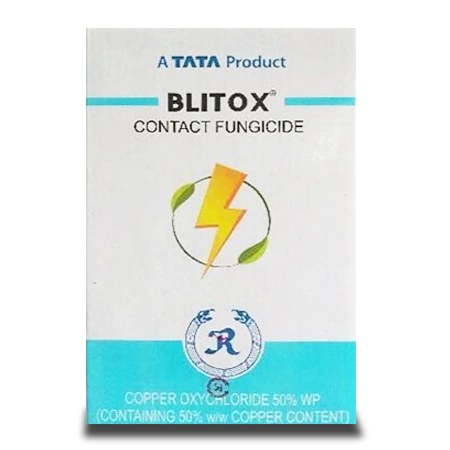 A TATA Product
BLITOX®
CONTACT FUNGICIDE
R
COPPER OXYCHLORIDE 50% WP
(CONTAINING 50% w/w COPPER CONTENT)